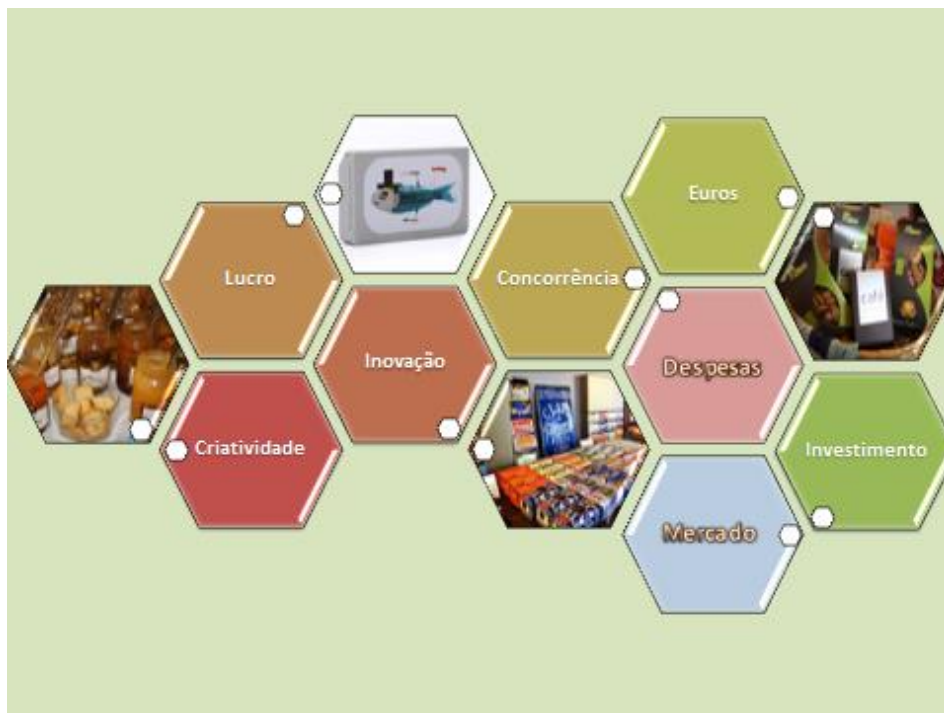 Euros
Lucro
Concorrência
Inovação
Despesas
Criatividade
Investimento
Mercado